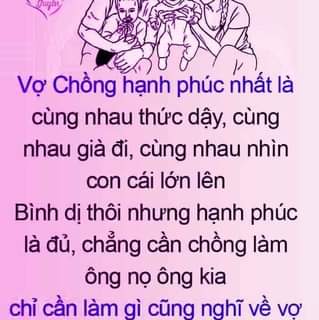 Duyên
Vợ Chồng hạnh phúc nhất là
cùng nhau thức dậy, cùng
nhau già đi, cùng nhau nhìn
con cái lớn lên
Bình dị thôi nhưng hạnh phúc
là đủ, chẳng cần chồng làm
ông nọ ông kia
chỉ cần làm gì cũng nghĩ về vợ